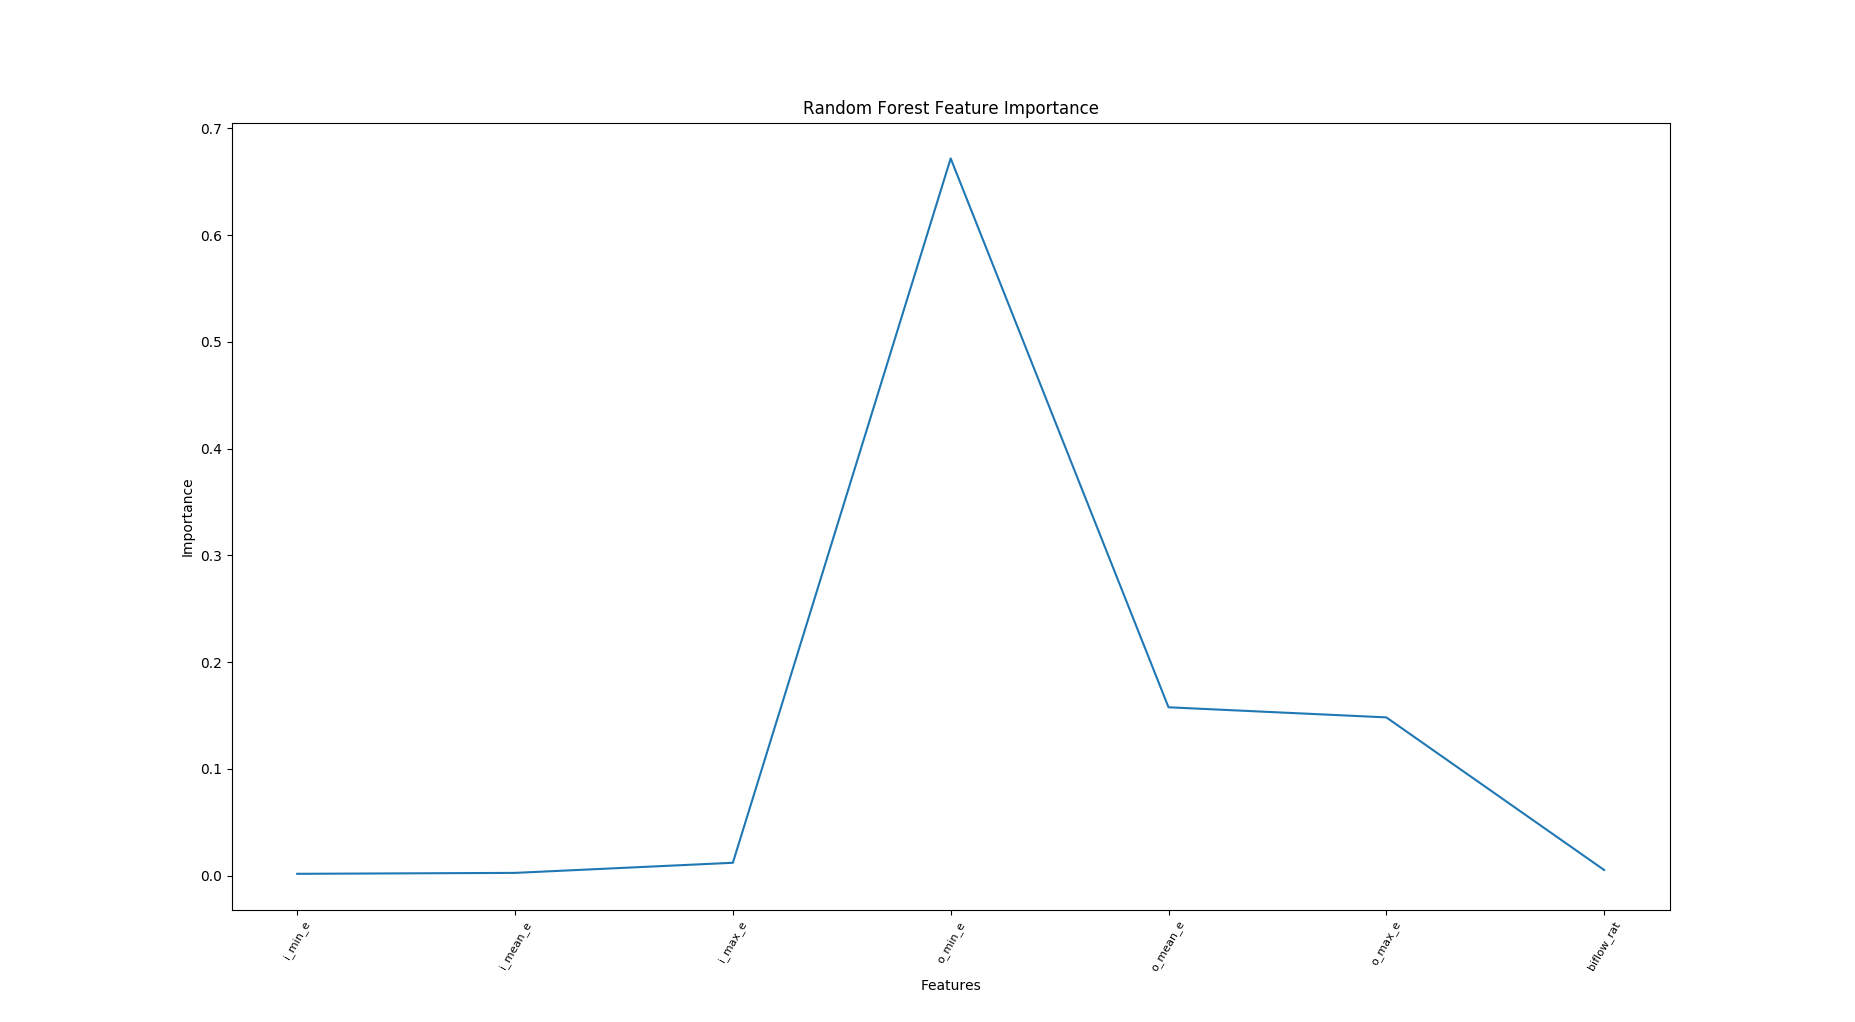 Random Forest Feature Importance
0.7
0.6
0.5
0.4
0.3
0.2
0.1
0.0
Importance
i_min_e
i_mean_e
i_max_e
o_min_e
o_mean_e
o_max_e
biflow_rat
Features